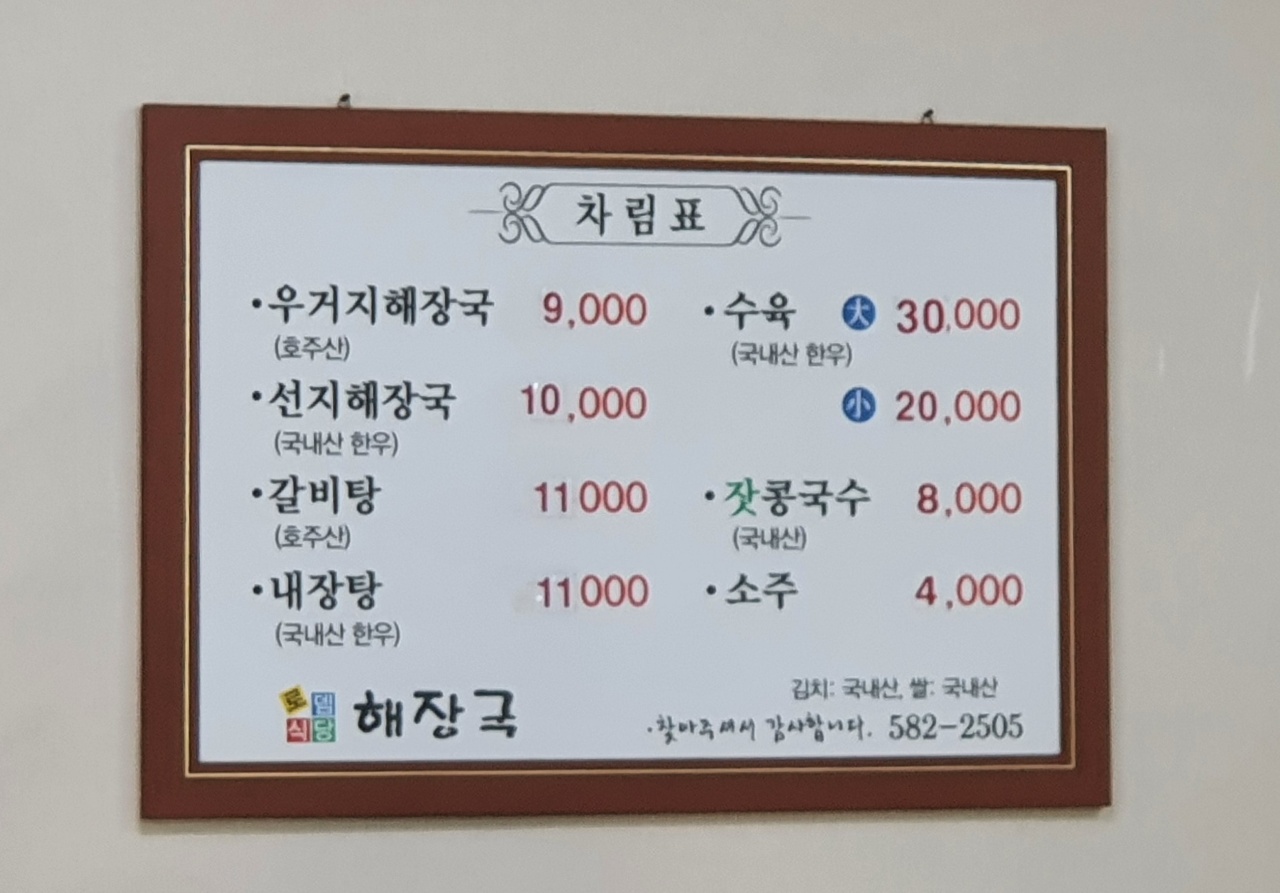 차림표
·우거지해장국 9,000
(호주산)
·선지해장국 10,000
(국내산 한우)
·갈비탕 11000
(호주산)
·내장탕 11000
(국내산 한우)
·수육 大 30,000
(국내산 한우)
小 20,000
·잣콩국수 8,000
(국내산)
·소주 4,000
로뎀식당 해장국
김치: 국내산, 쌀: 국내산
·찾아주셔서 감사합니다. 582-2505